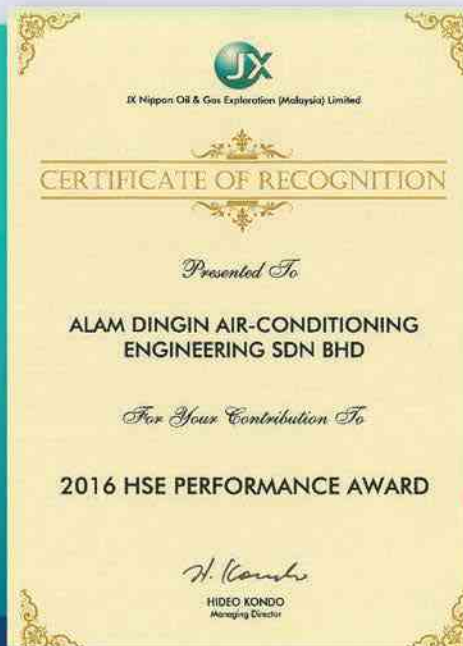 JX
JX Nippon Oil & Gas Exploration (Malaysia) Limited
CERTIFICATE OF RECOGNITION
Presented To
ALAM DINGIN AIR-CONDITIONING
ENGINEERING SDN BHD
For Your Contribution To
2016 HSE PERFORMANCE AWARD
H. Kondo
HIDEO KONDO
Managing Director